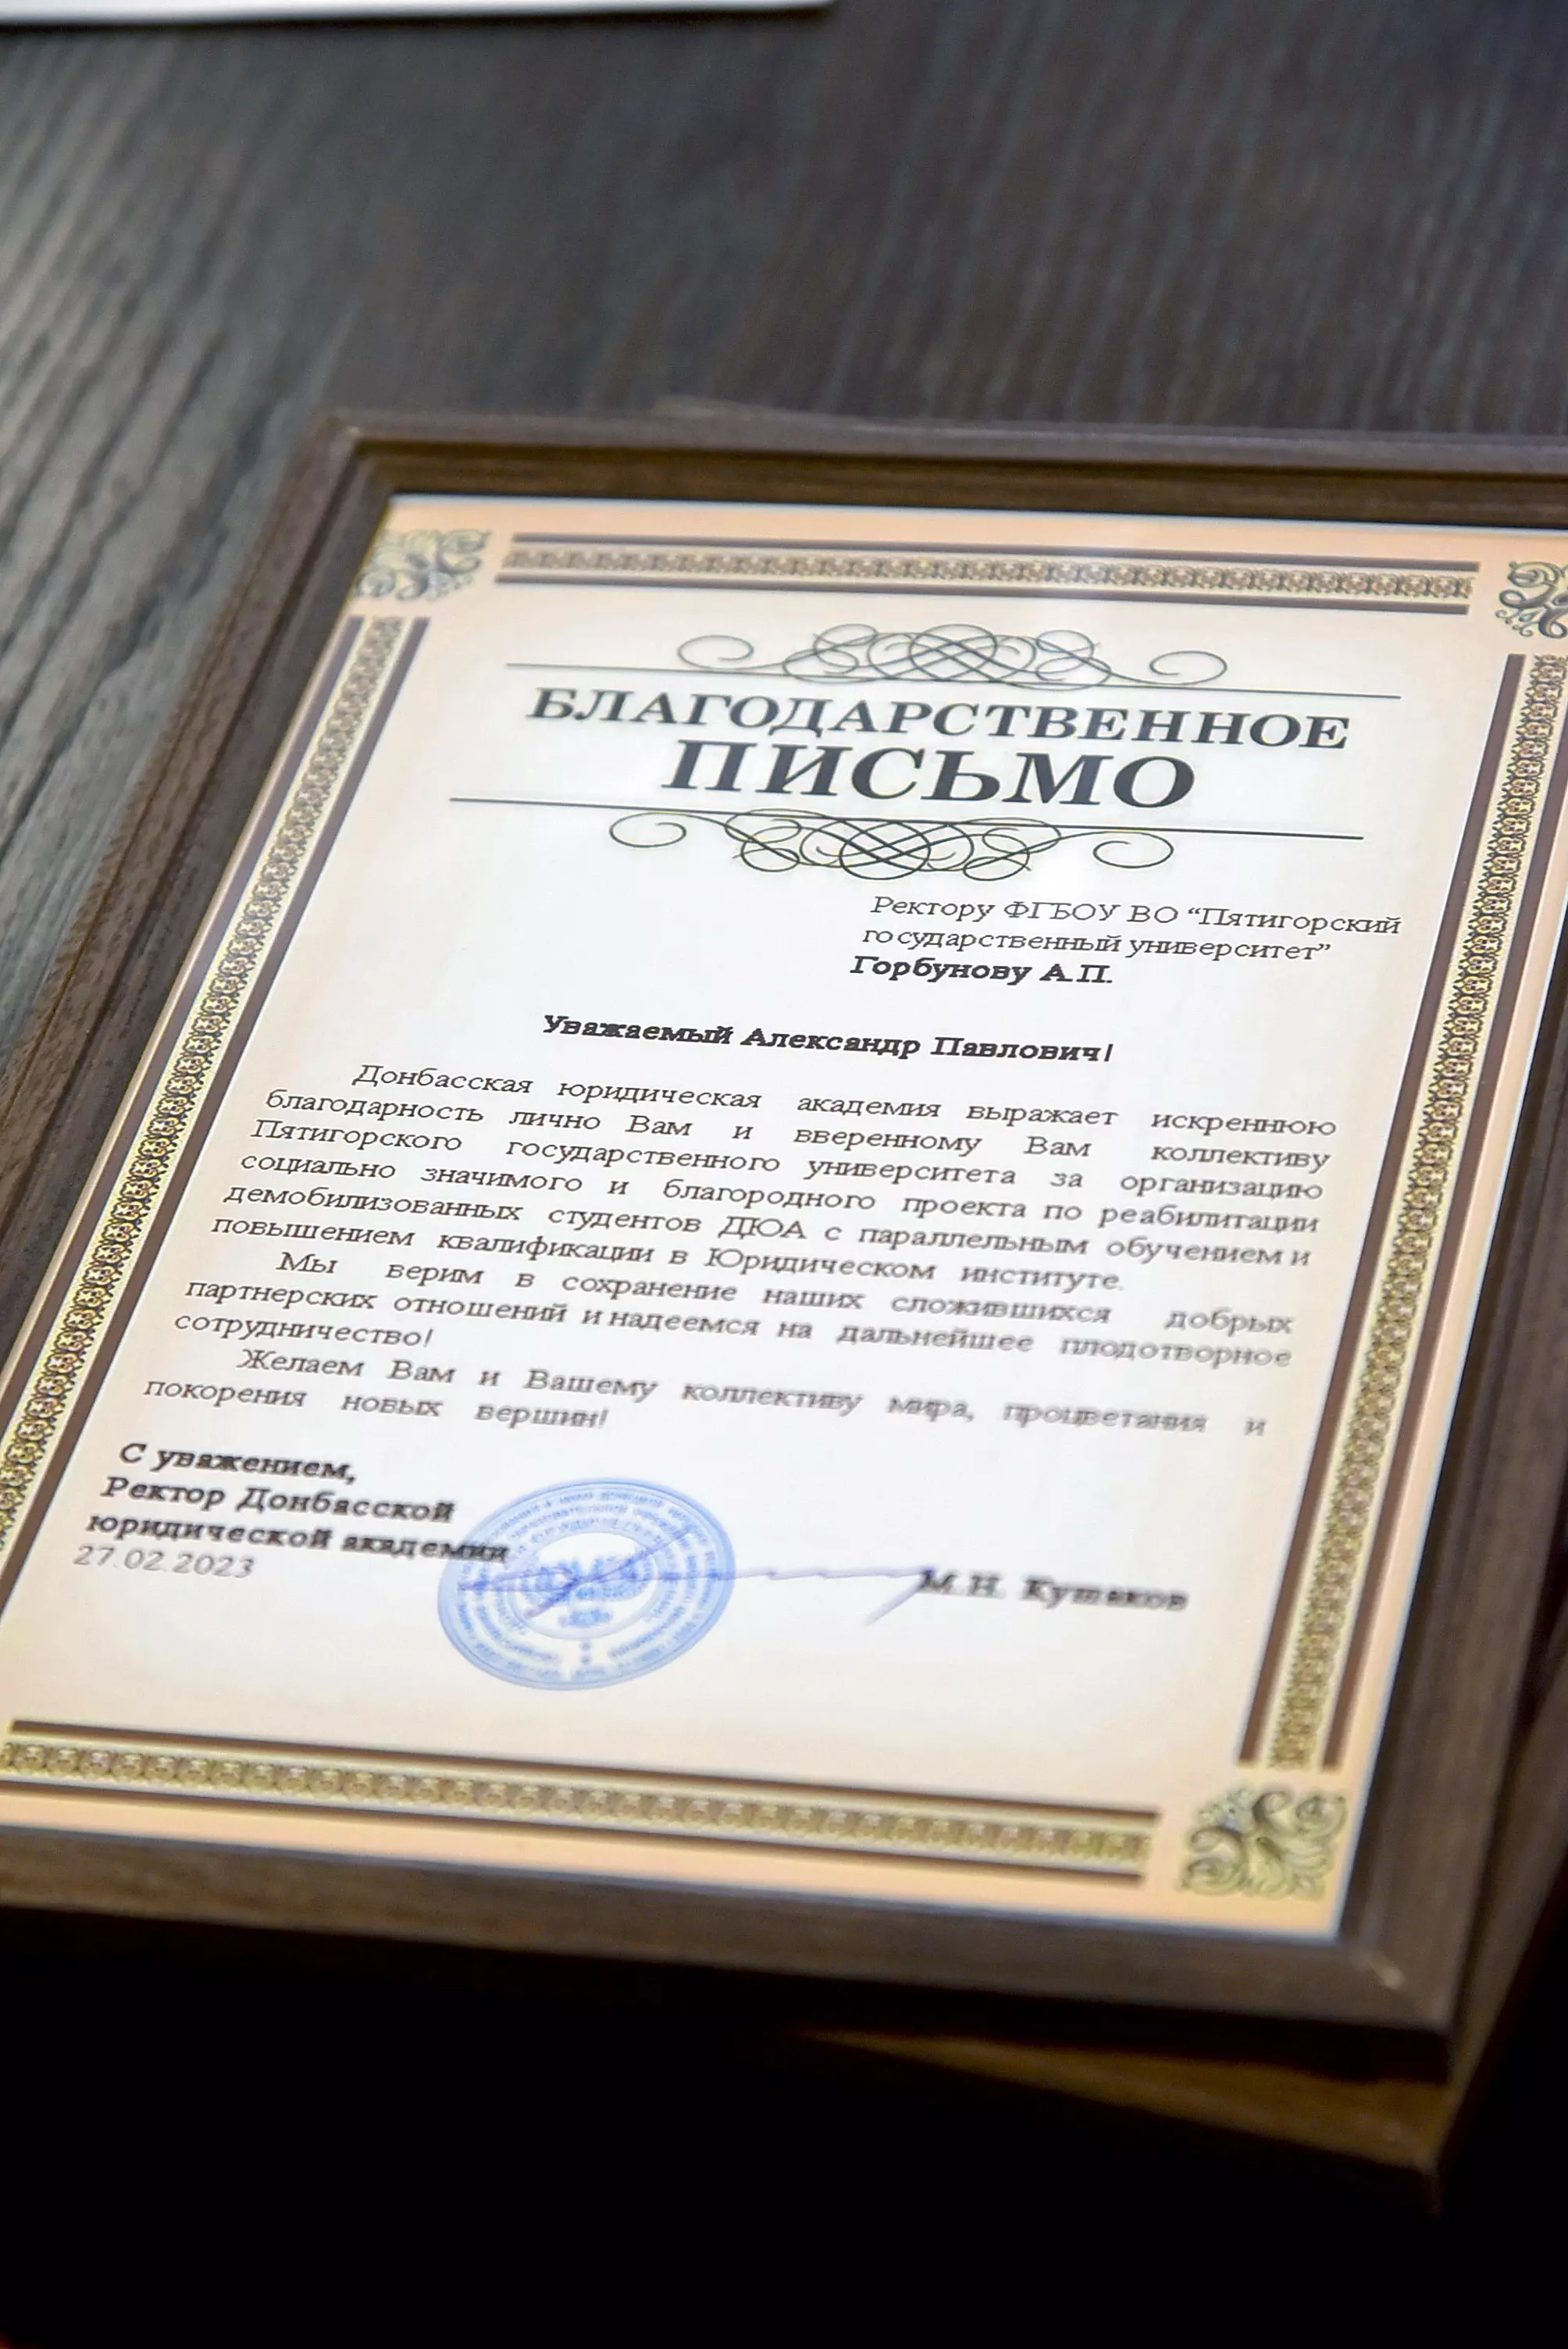 БЛАГОДАРСТВЕННОЕ
ПИСЬМО
Ректору ФГБОУ ВО “Пятигорский
государственный университет”
Горбунову А.П.
Уважаемый Александр Павлович!
Донбасская юридическая академия выражает искреннюю
благодарность лично Вам и вверенному Вам коллективу
Пятигорского государственного университета за организацию
социально значимого и благородного проекта по реабилитации
демобилизованных студентов ДЮА с параллельным обучением и
повышением квалификации в Юридическом институте.
Мы верим в сохранение наших сложившихся добрых
партнерских отношений и надеемся на дальнейшее плодотворное
сотрудничество!
Желаем Вам и Вашему коллективу мира, процветания и
покорения новых вершин!
С уважением,
Ректор Донбасской
юридической академии
М.Н. Кушаков
27.02.2023